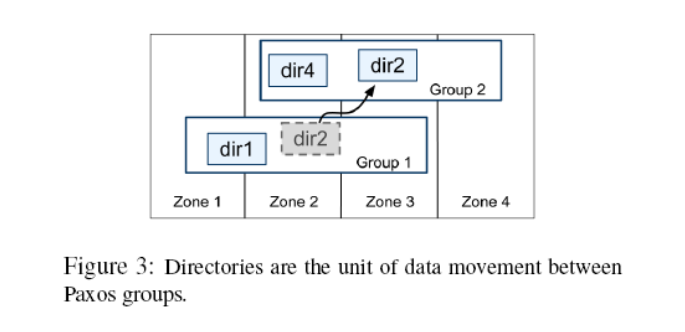 dir4
dir2
Group 2
dir1
dir2
Group 1
Zone 1
Zone 2
Zone 3
Zone 4
Figure 3: Directories are the unit of data movement between
Paxos groups.